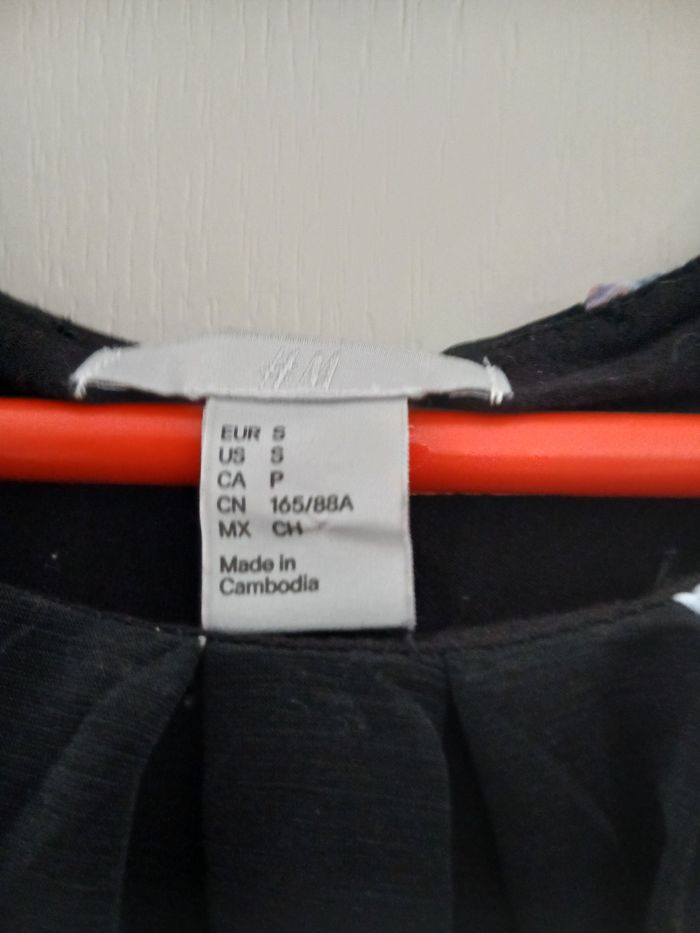 H&M
EUR S
US S
CA P
CN 165/88A
MX CH
Made in
Cambodia